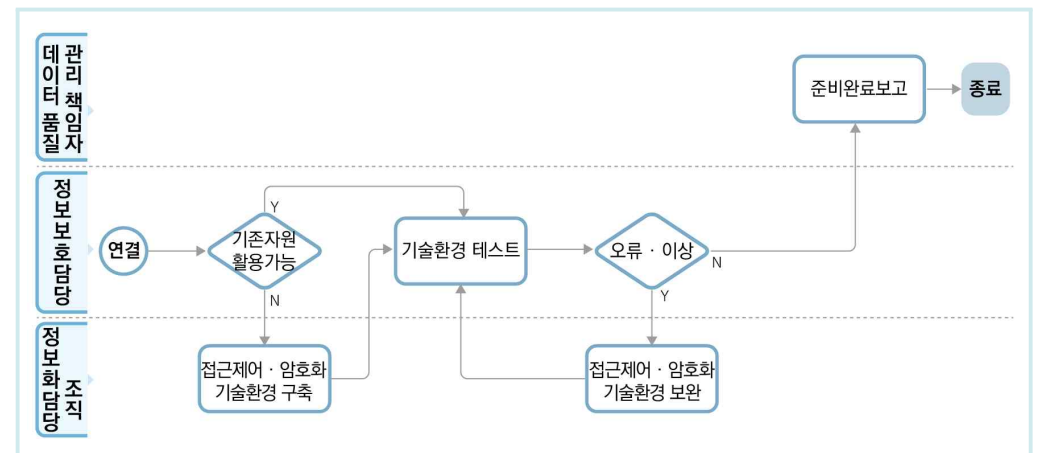 데이터 품질
관리 책임자
준비완료보고
종료
정보보호담당
연결
기존자원
활용가능
Y
N
기술환경 테스트
오류 · 이상
N
Y
정보화담당
조직
접근제어 · 암호화
기술환경 구축
접근제어 · 암호화
기술환경 보완